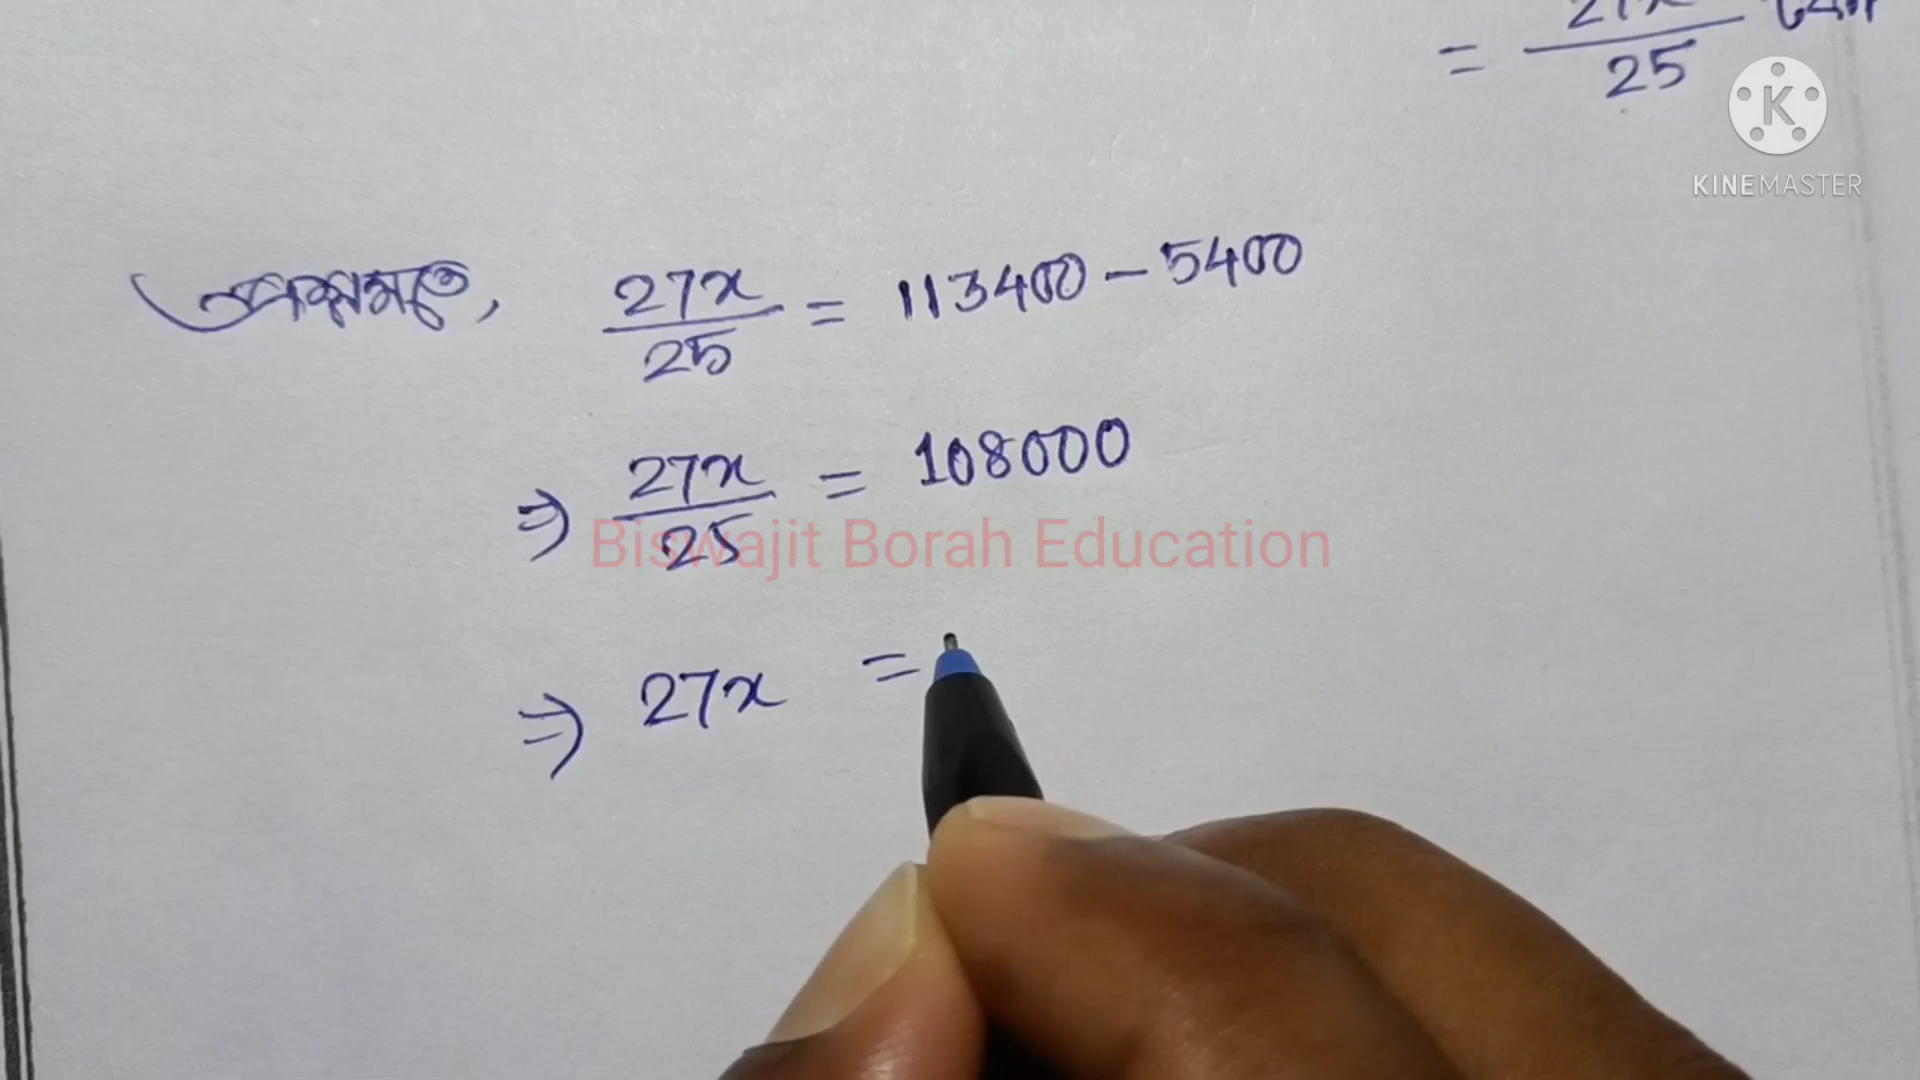 = 27x/25
K
KINEMASTER
প্ৰশ্নমতে, 27x/25 = 113400 - 5400
⇒ 27x/25 = 108000
Biswajit Borah Education
⇒ 27x =